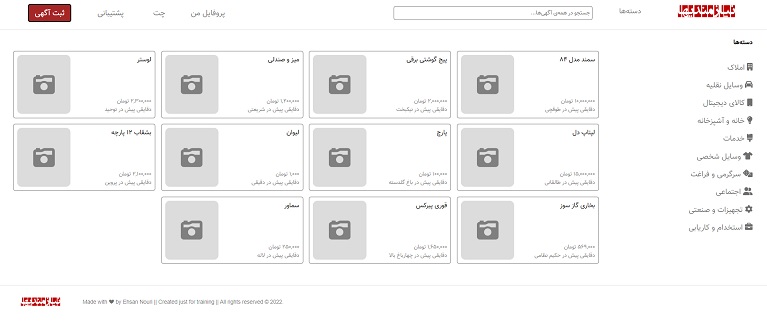 دسته‌ها
جستجو در همه‌ی آگهی‌ها...
پروفایل من
چت
پشتیبانی
ثبت آگهی
دسته‌ها
املاک
وسایل نقلیه
کالای دیجیتال
خانه و آشپزخانه
خدمات
وسایل شخصی
سرگرمی و فراغت
اجتماعی
تجهیزات و صنعتی
استخدام و کاریابی
سمند مدل ۸۴
۱۰,۰۰۰,۰۰۰ تومان
دقایقی پیش در طوقچی
پیچ گوشتی برقی
۲,۰۰۰,۰۰۰ تومان
دقایقی پیش در نیکبخت
میز و صندلی
۱,۴۰۰,۰۰۰ تومان
دقایقی پیش در شریعتی
لوستر
۲,۳۰۰,۰۰۰ تومان
دقایقی پیش در توحید
لپتاپ دل
۱۵,۰۰۰,۰۰۰ تومان
دقایقی پیش در طالقانی
پارچ
۱۰۰,۰۰۰ تومان
دقایقی پیش در باغ گلدسته
لیوان
۱,۰۰۰ تومان
دقایقی پیش در دقیقی
بشقاب ۱۲ پارچه
۲,۱۰۰,۰۰۰ تومان
دقایقی پیش در پروین
بخاری گاز سوز
۵۶۹,۰۰۰ تومان
دقایقی پیش در حکیم نظامی
قوری پیرکس
۱,۶۵۰,۰۰۰ تومان
دقایقی پیش در چهارباغ بالا
سماور
۲۵۰,۰۰۰ تومان
دقایقی پیش در لاله
Made with ❤ by Ehsan Nouri || Created just for training || All rights reserved © 2022